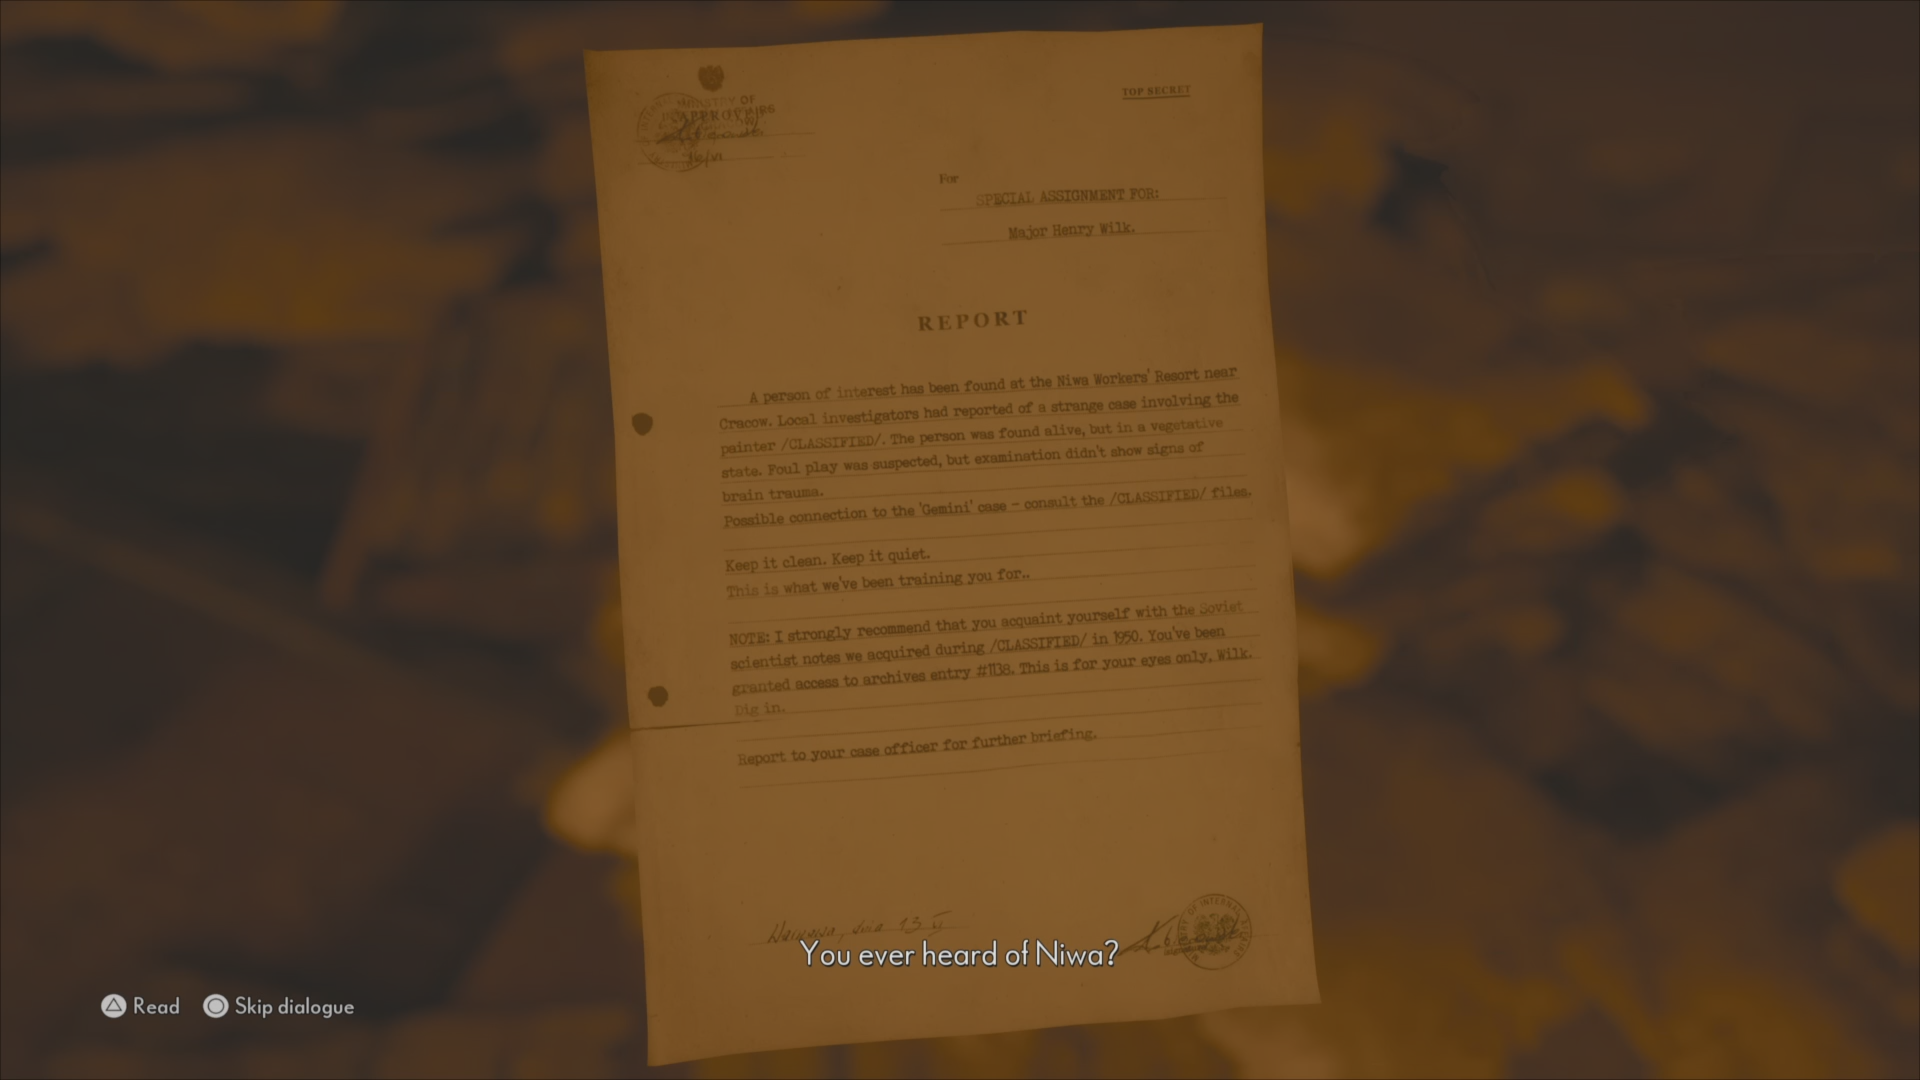 MINISTRY OF
TOP SECRET
For
SPECIAL ASSIGNMENT FOR:
Major Henry Wilk.
REPORT
A person of interest has been found at the Niwa Workers' Resort near
Cracow. Local investigators had reported of a strange case involving the
painter /CLASSIFIED/. The person was found alive, but in a vegetative
state. Foul play was suspected, but examination didn't show signs of
brain trauma.
Possible connection to the 'Gemini' case - consult the /CLASSIFIED/ files.
Keep it clean. Keep it quiet.
This is what we've been training you for..
NOTE: I strongly recommend that you acquaint yourself with the Soviet
scientist notes we acquired during /CLASSIFIED/ in 1950. You've been
granted access to archives entry #1138. This is for your eyes only, Wilk.
Dig in.
Report to your case officer for further briefing.
You ever heard of Niwa?
Read
Skip dialogue